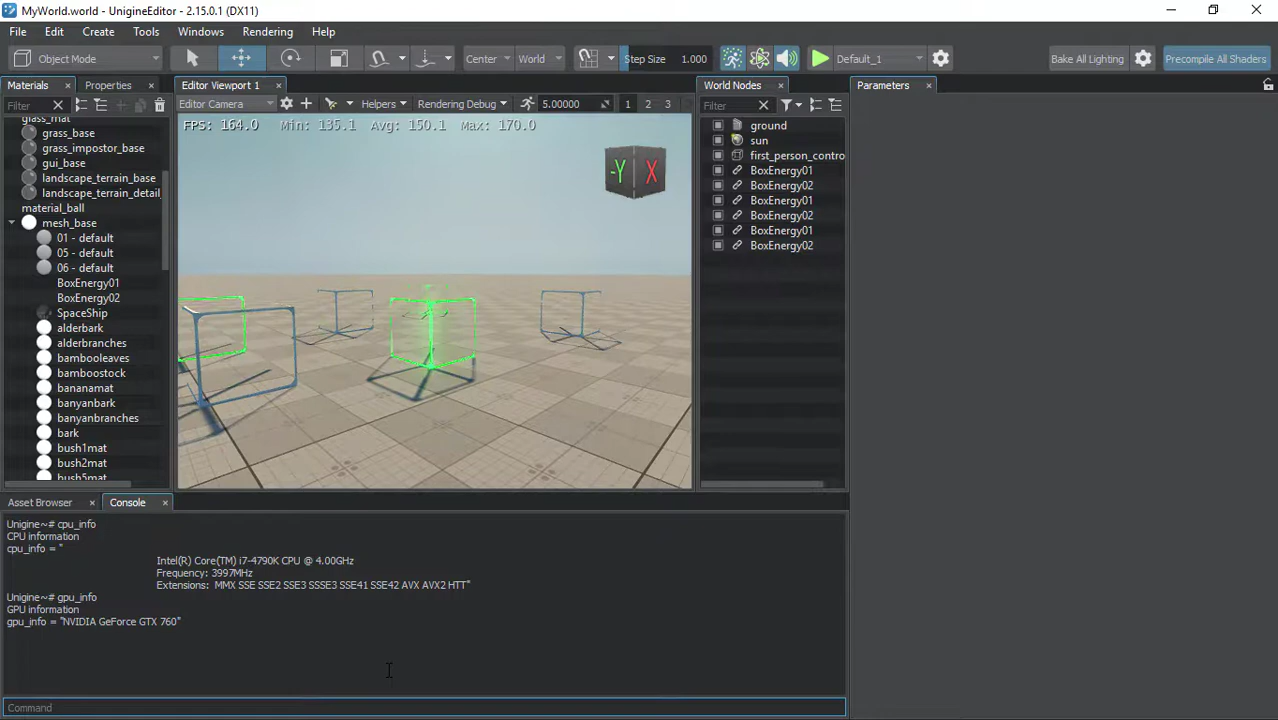 MyWorld.world - UnigineEditor - 2.15.0.1 (DX11)
File Edit Create Tools Windows Rendering Help
Object Mode Center World Step Size 1.000 Default_1 Bake All Lighting Precompile All Shaders
Materials Properties
Filter
glass_mat
grass_base
grass_impostor_base
gui_base
landscape_terrain_base
landscape_terrain_detail_
material_ball
mesh_base
01 - default
05 - default
06 - default
BoxEnergy01
BoxEnergy02
SpaceShip
alderbark
alderbranches
bambooleaves
bamboostock
bananamat
banyanbark
banyanbranches
bark
bush1mat
bush2mat
bush5mat
Editor Viewport 1
Editor Camera Helpers Rendering Debug 5.00000 1 2 3
FPS: 164.0 Min: 135.1 Avg: 150.1 Max: 170.0
-Y X
World Nodes
Filter
ground
sun
first_person_contro
BoxEnergy01
BoxEnergy02
BoxEnergy01
BoxEnergy02
BoxEnergy01
BoxEnergy02
Parameters
Asset Browser Console
Unigine~# cpu_info
CPU information
cpu_info = "
Intel(R) Core(TM) i7-4790K CPU @ 4.00GHz
Frequency: 3997MHz
Extensions: MMX SSE SSE2 SSE3 SSSE3 SSE41 SSE42 AVX AVX2 HTT"
Unigine~# gpu_info
GPU information
gpu_info = "NVIDIA GeForce GTX 760"
Command